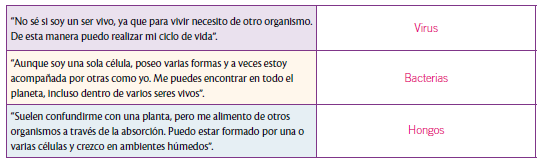 “No sé si soy un ser vivo, ya que para vivir necesito de otro organismo.
De esta manera puedo realizar mi ciclo de vida”.
Virus
“Aunque soy una sola célula, poseo varias formas y a veces estoy
acompañada por otras como yo. Me puedes encontrar en todo el
planeta, incluso dentro de varios seres vivos”.
Bacterias
“Suelen confundirme con una planta, pero me alimento de otros
organismos a través de la absorción. Puedo estar formado por una o
varias células y crezco en ambientes húmedos”.
Hongos